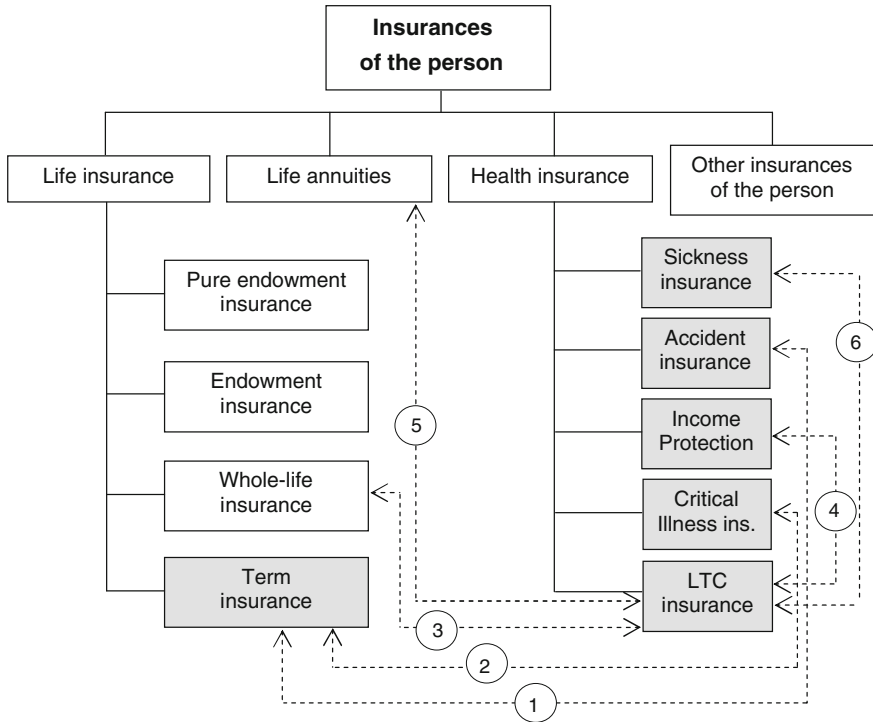 Insurances
of the person
Life insurance
Life annuities
Health insurance
Other insurances
of the person
Pure endowment
insurance
Endowment
insurance
Whole-life
insurance
Term
insurance
Sickness
insurance
Accident
insurance
Income
Protection
Critical
Illness ins.
LTC
insurance
6
5
4
3
2
1